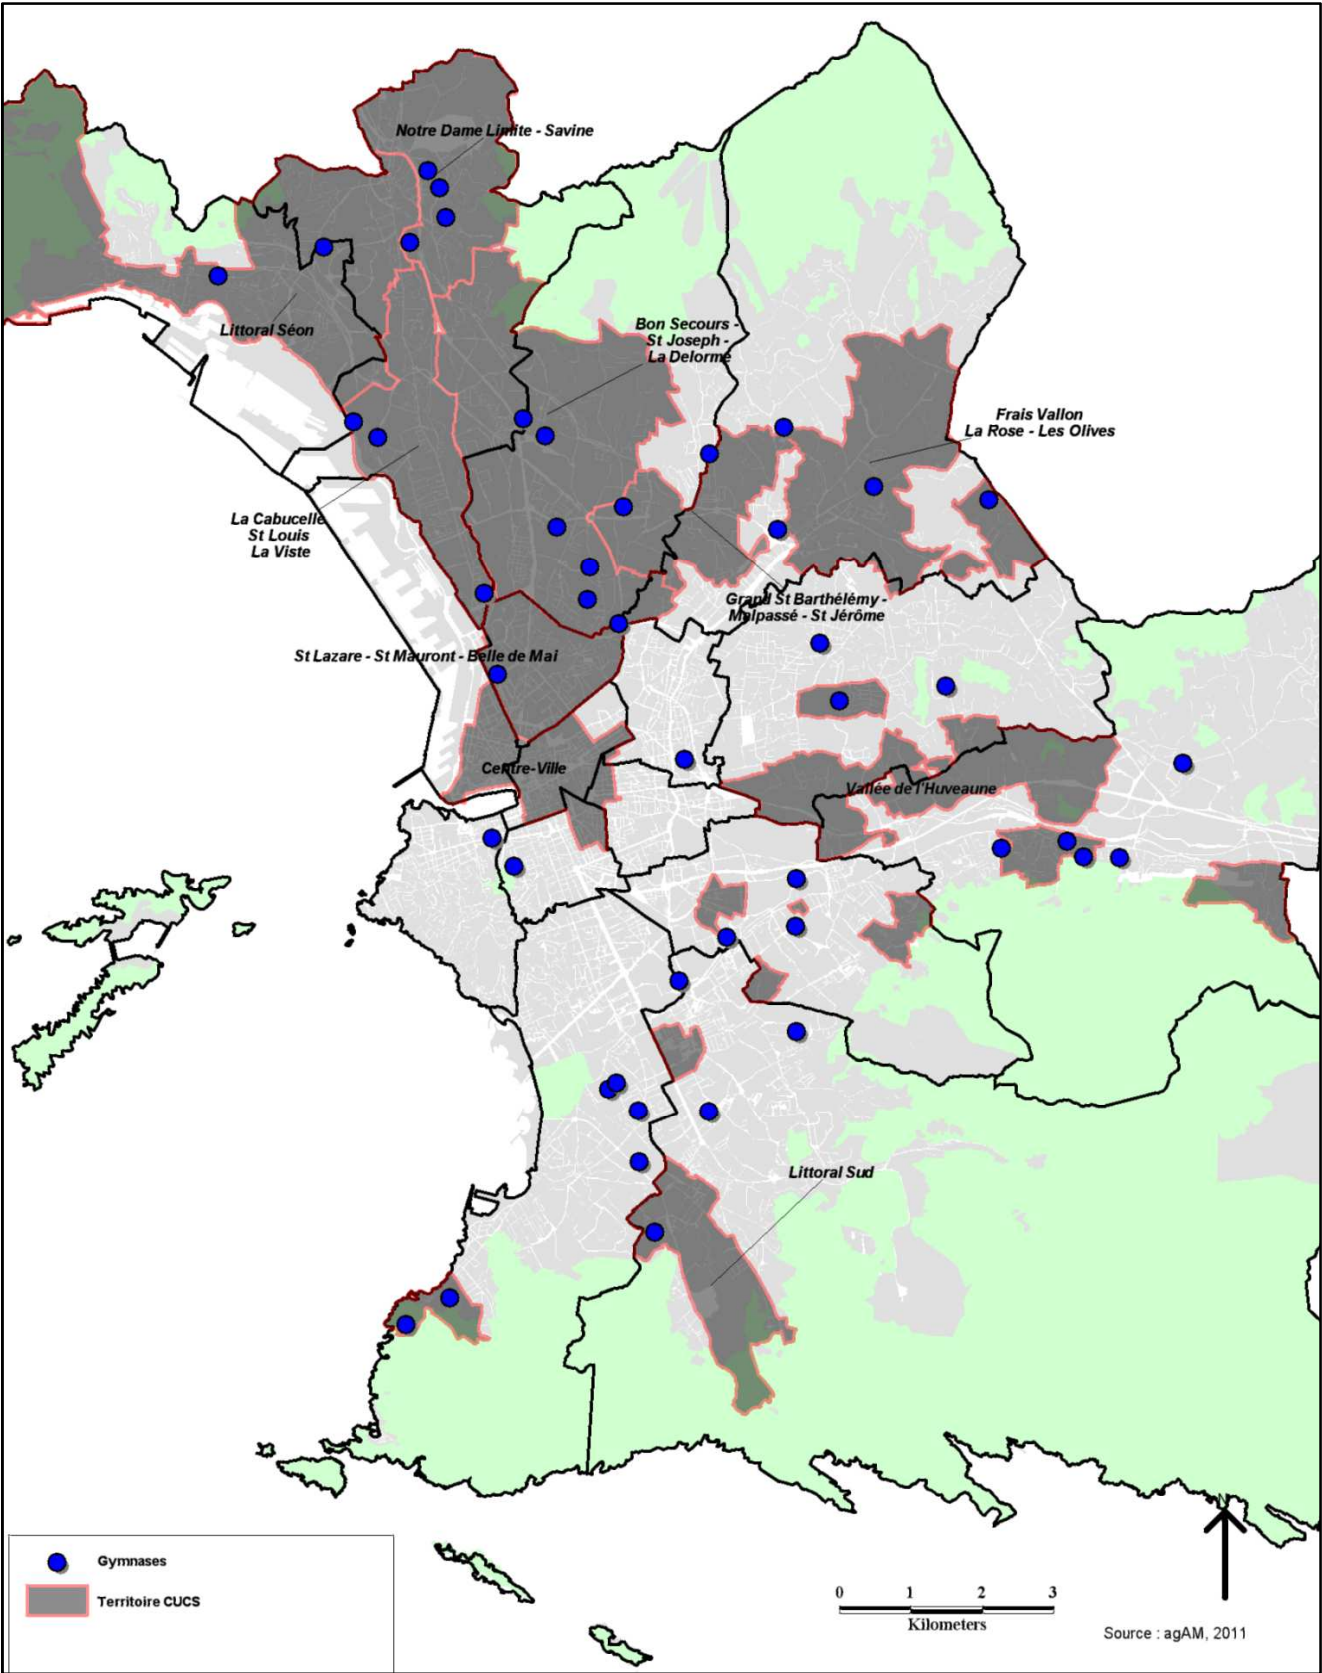 Notre Dame Limite - Savine
Littoral Séon
Bon Secours -
St Joseph -
La Delorme
Frais Vallon
La Rose - Les Olives
La Cabucelle
St Louis
La Viste
Grand St Barthélémy -
Malpassé - St Jérôme
St Lazare - St Mauront - Belle de Mai
Centre-Ville
Vallée de l'Huveaune
Littoral Sud
N
Gymnases
Territoire CUCS
0 1 2 3
Kilometers
Source : agAM, 2011